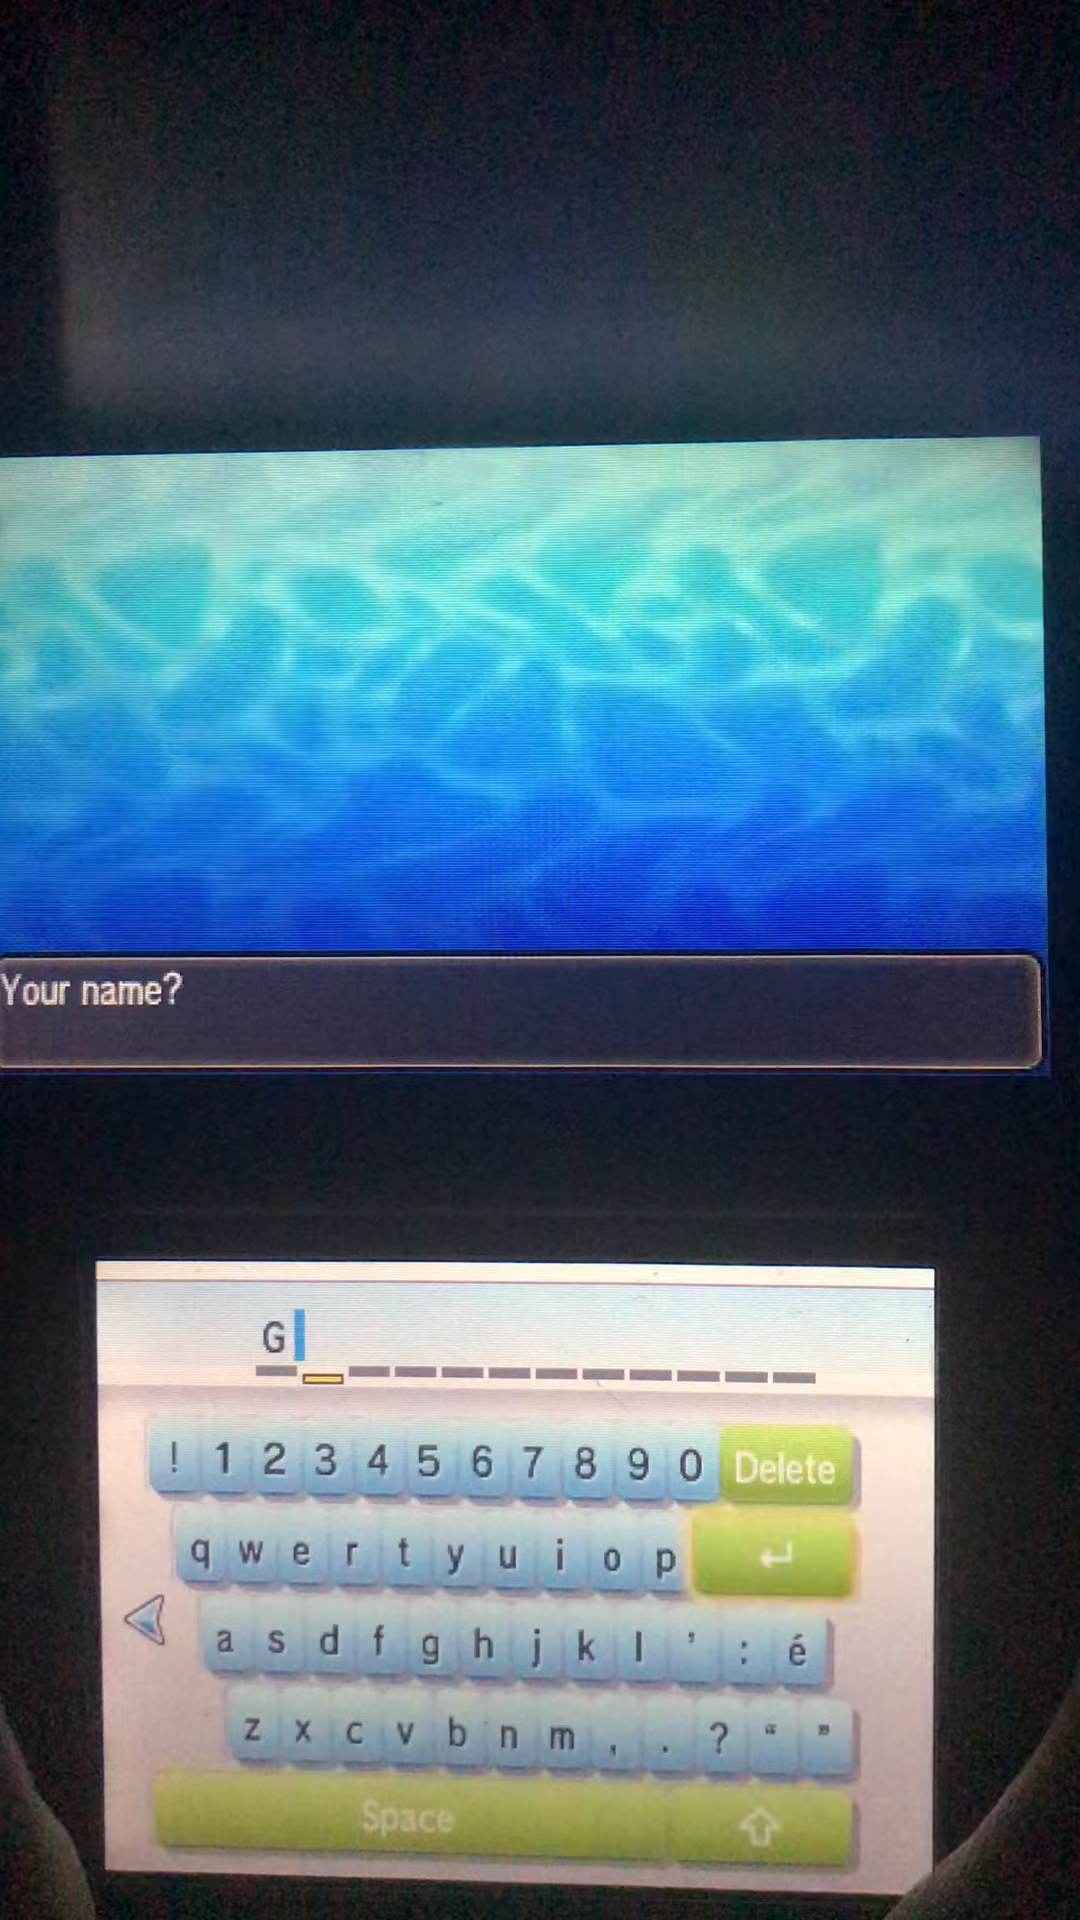 Your name?
G
! 1 2 3 4 5 6 7 8 9 0 Delete
q w e r t y u i o p
a s d f g h j k l ’ : é
z x c v b n m , . ? “ ”
Space